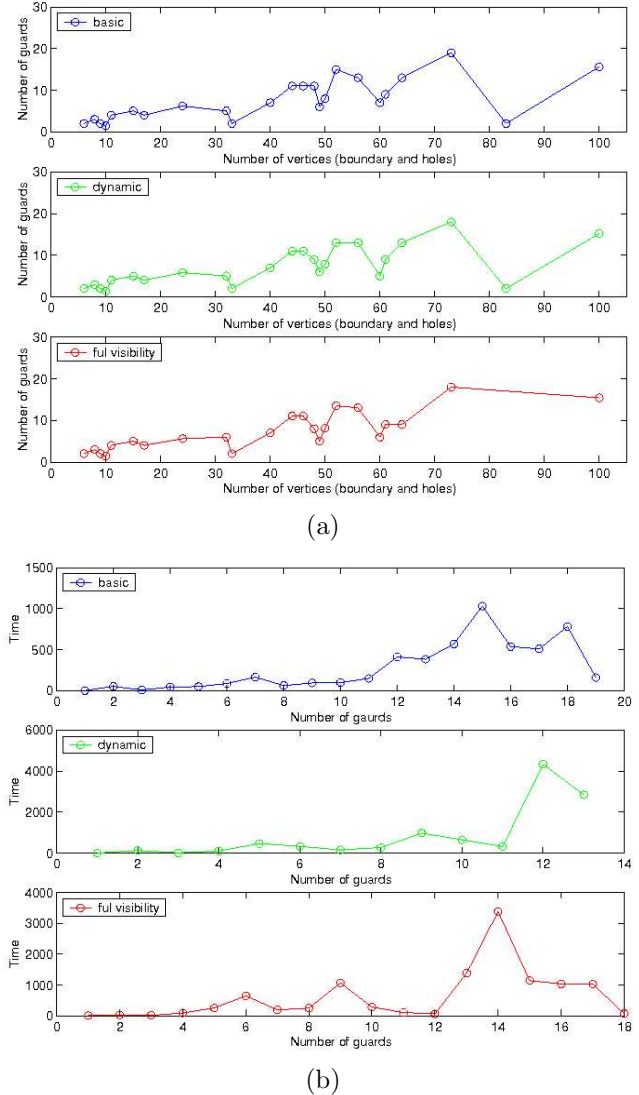 30
basic
20
10
0
Number of guards
0 10 20 30 40 50 60 70 80 90 100
Number of vertices (boundary and holes)
30
dynamic
20
10
0
Number of guards
0 10 20 30 40 50 60 70 80 90 100
Number of vertices (boundary and holes)
30
ful visibility
20
10
0
Number of guards
0 10 20 30 40 50 60 70 80 90 100
Number of vertices (boundary and holes)
(a)
1500
basic
1000
500
0
Time
0 2 4 6 8 10 12 14 16 18 20
Number of gaurds
6000
dynamic
4000
2000
0
Time
0 2 4 6 8 10 12 14
Number of guards
4000
ful visibility
3000
2000
1000
0
Time
0 2 4 6 8 10 12 14 16 18
Number of guards
(b)